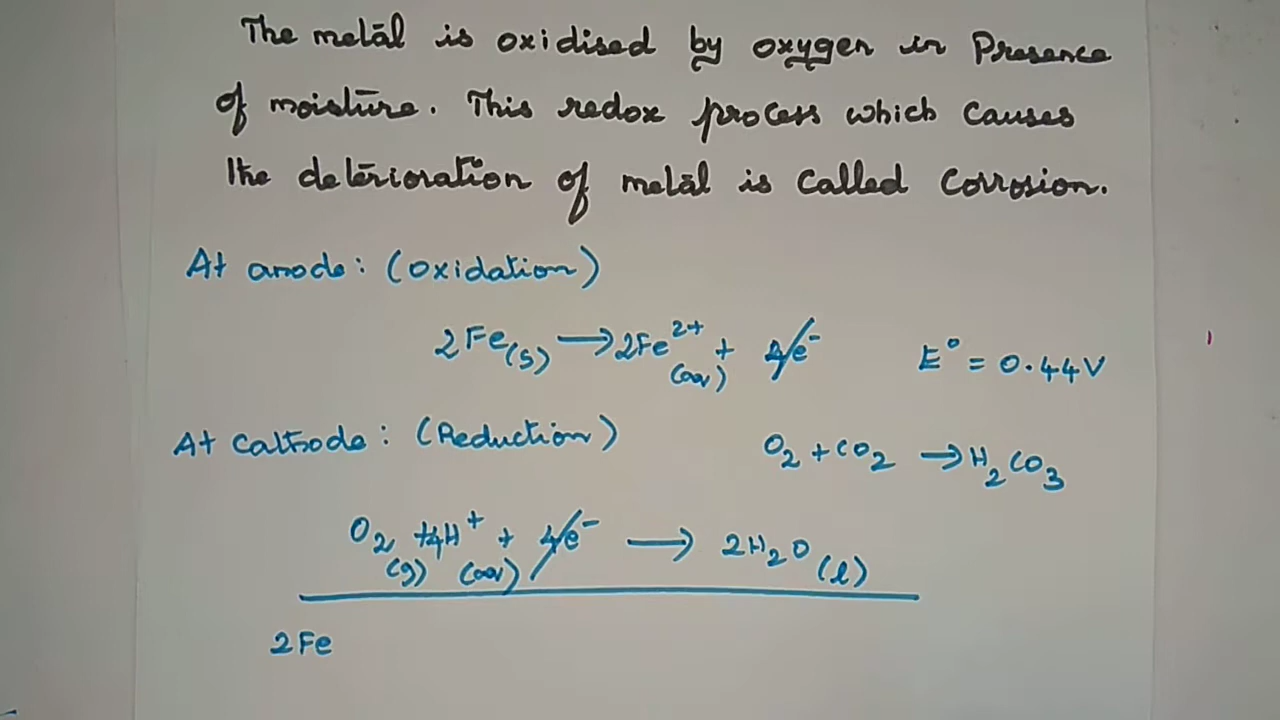 The metal is oxidised by oxygen in Presence
of moisture. This redox process which causes
the deterioration of metal is called Corrosion.
At anode: (Oxidation)
2Fe(s) → 2Fe²⁺(aq) + 4e⁻ E° = 0.44V
At Cathode: (Reduction)
O₂ + CO₂ → H₂CO₃
O₂(g) + 4H⁺(aq) + 4e⁻ → 2H₂O(l)
2Fe